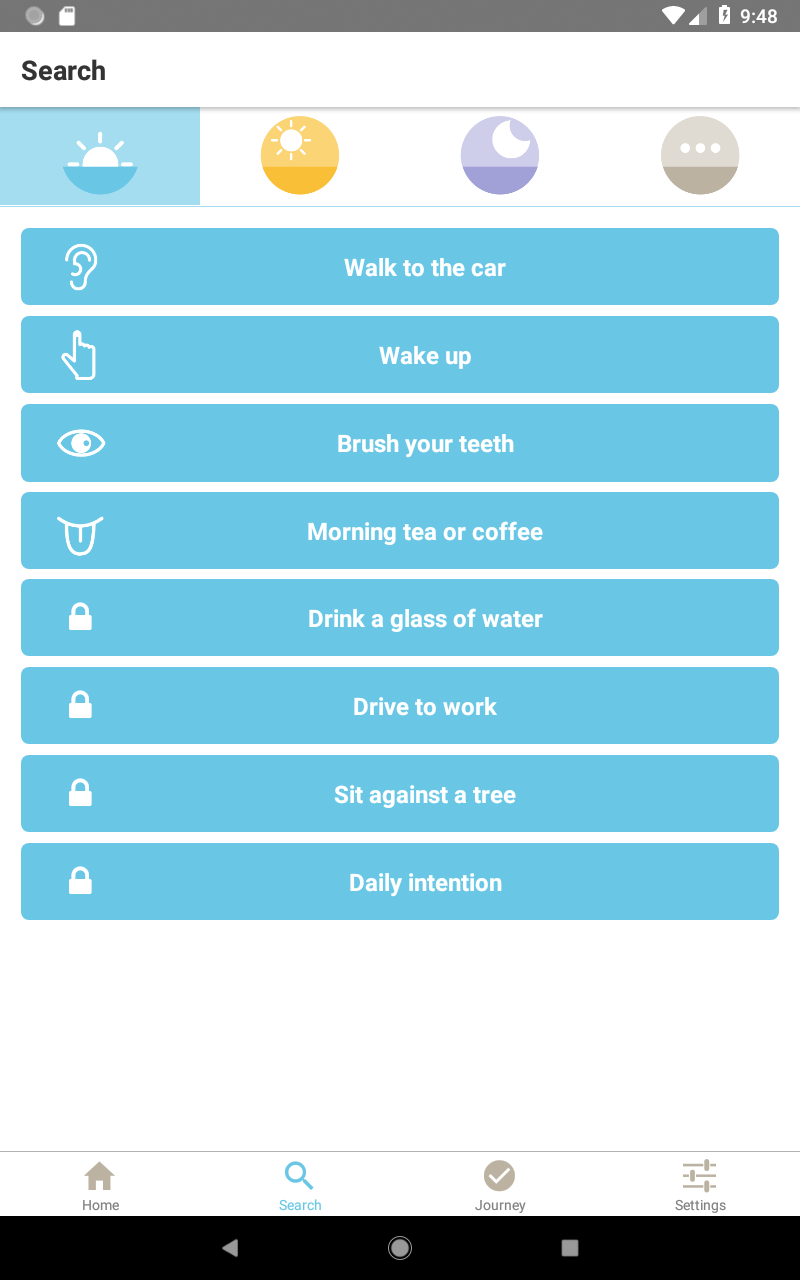 9:48
Search
Walk to the car
Wake up
Brush your teeth
Morning tea or coffee
Drink a glass of water
Drive to work
Sit against a tree
Daily intention
Home
Search
Journey
Settings